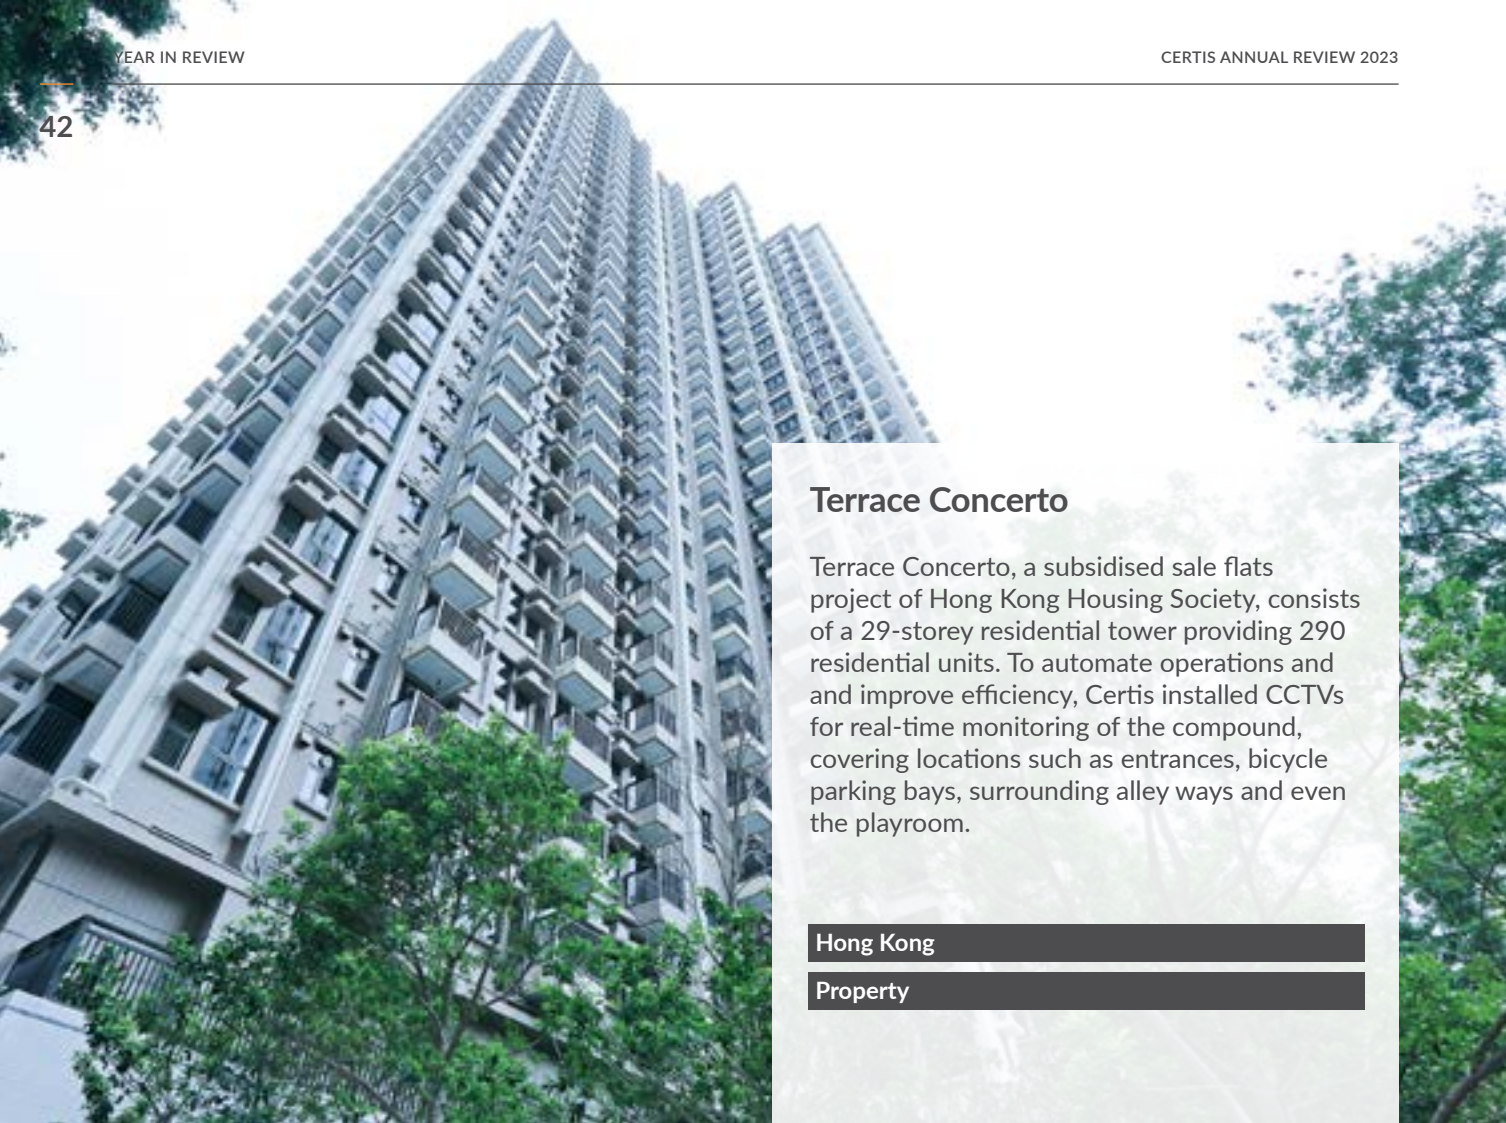 YEAR IN REVIEW
CERTIS ANNUAL REVIEW 2023
42
Terrace Concerto
Terrace Concerto, a subsidised sale flats
project of Hong Kong Housing Society, consists
of a 29-storey residential tower providing 290
residential units. To automate operations and
and improve efficiency, Certis installed CCTVs
for real-time monitoring of the compound,
covering locations such as entrances, bicycle
parking bays, surrounding alley ways and even
the playroom.
Hong Kong
Property